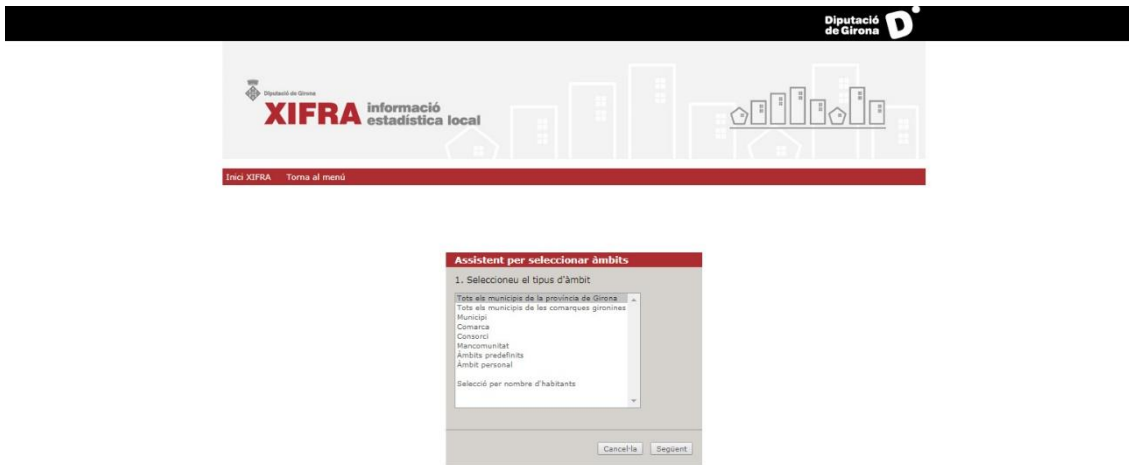 Diputació
de Girona
Diputació de Girona
XIFRA informació
estadística local
Inici XIFRA Torna al menú
Assistent per seleccionar àmbits
1. Seleccioneu el tipus d'àmbit
Tots els municipis de la província de Girona
Tots els municipis de les comarques gironines
Municipi
Comarca
Consorci
Mancomunitat
Àmbits predefinits
Àmbit personal
Selecció per nombre d'habitants
Cancel·la Següent